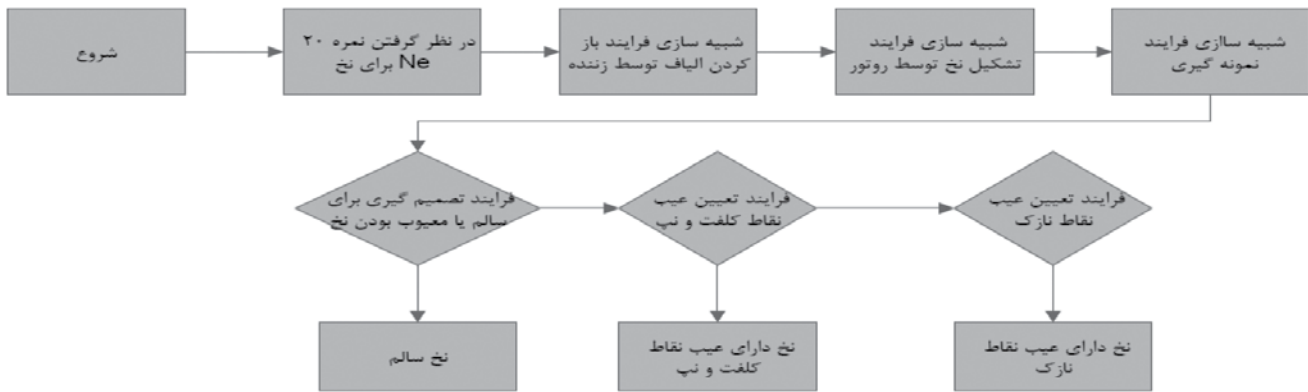 شروع
در نظر گرفتن نمره ۲۰
Ne برای نخ
شبیه سازی فرایند باز
کردن الیاف توسط زننده
شبیه سازی فرایند
تشکیل نخ توسط روتور
شبیه ساازی فرایند
نمونه گیری
فرایند تصمیم گیری برای
سالم یا معیوب بودن نخ
فرایند تعیین عیب
نقاط کلفت و نپ
فرایند تعیین عیب
نقاط نازک
نخ سالم
نخ دارای عیب نقاط
کلفت و نپ
نخ دارای عیب نقاط
نازک